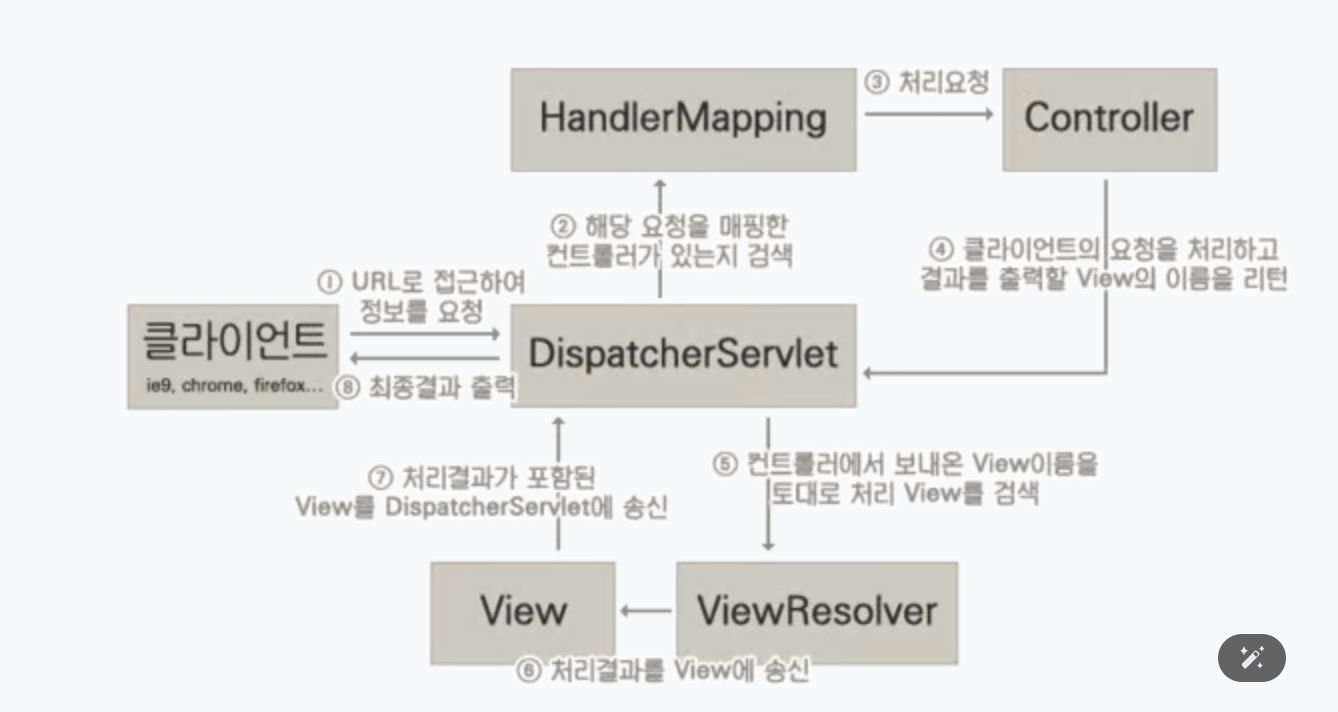 HandlerMapping
③ 처리요청
Controller
② 해당 요청을 매핑한
컨트롤러가 있는지 검색
④ 클라이언트의 요청을 처리하고
결과를 출력할 View의 이름을 리턴
① URL로 접근하여
정보를 요청
클라이언트
ie9, chrome, firefox...
DispatcherServlet
⑧ 최종결과 출력
⑦ 처리결과가 포함된
View를 DispatcherServlet에 송신
⑤ 컨트롤러에서 보내온 View이름을
토대로 처리 View를 검색
View
ViewResolver
⑥ 처리결과를 View에 송신